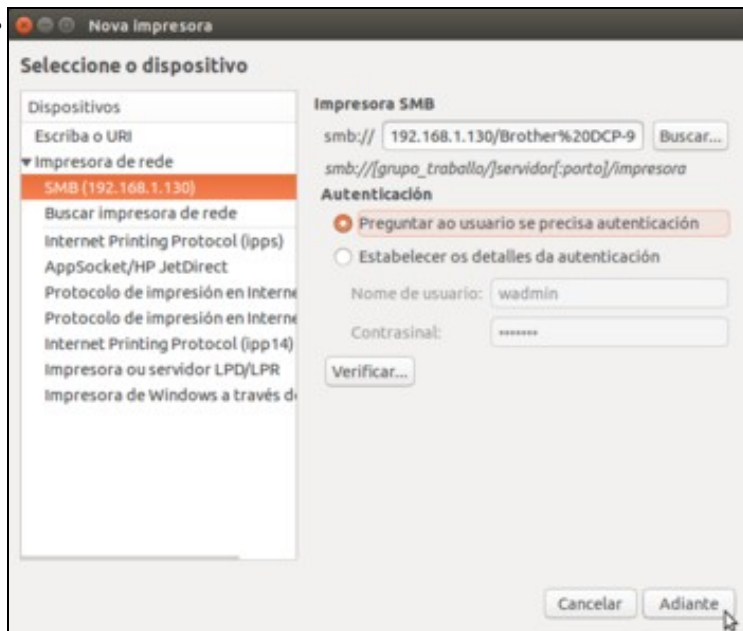 Nova impresora
Seleccione o dispositivo
Dispositivos
Escriba o URI
Impresora de rede
SMB (192.168.1.130)
Buscar impresora de rede
Internet Printing Protocol (ipps)
AppSocket/HP JetDirect
Protocolo de impresión en Interne
Protocolo de impresión en Interne
Internet Printing Protocol (ipp14)
Impresora ou servidor LPD/LPR
Impresora de Windows a través d
Impresora SMB
smb:// 192.168.1.130/Brother%20DCP-9 Buscar...
smb://[grupo_traballo/]servidor[:porto]/impresora
Autenticación
Preguntar ao usuario se precisa autenticación
Estabelecer os detalles da autenticación
Nome de usuario: wadmin
Contrasinal: •••••••
Verificar...
Cancelar Adiante